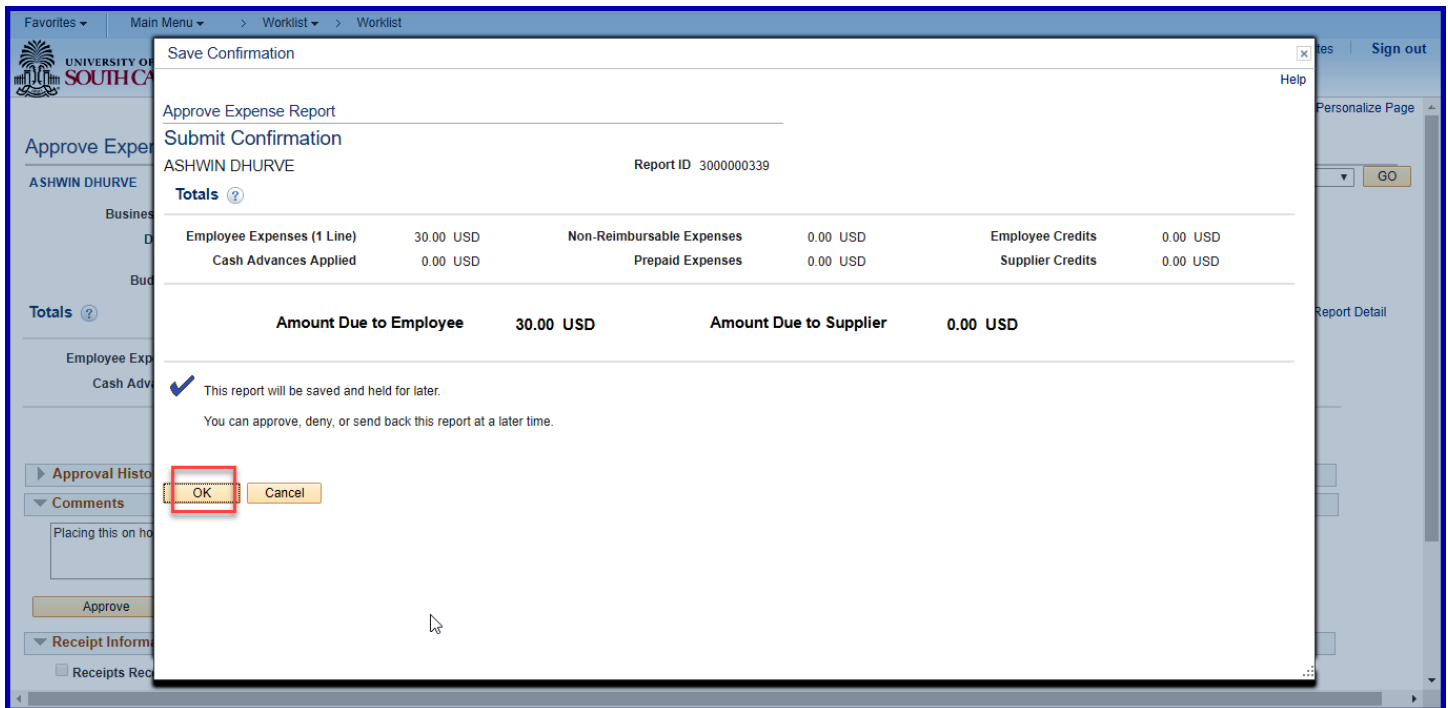 Favorites Main Menu > Worklist > Worklist
UNIVERSITY OF
SOUTH CA
Sign out
Save Confirmation
Help
Personalize Page
Approve Expense Report
Submit Confirmation
ASHWIN DHURVE Report ID 3000000339
Totals ?
Employee Expenses (1 Line) 30.00 USD Non-Reimbursable Expenses 0.00 USD Employee Credits 0.00 USD
Cash Advances Applied 0.00 USD Prepaid Expenses 0.00 USD Supplier Credits 0.00 USD
Amount Due to Employee 30.00 USD Amount Due to Supplier 0.00 USD
This report will be saved and held for later.
You can approve, deny, or send back this report at a later time.
OK Cancel
Approve Exper
ASHWIN DHURVE
GO
Busines
D
Bud
Totals ?
Report Detail
Employee Exp
Cash Adva
Approval Histo
Comments
Placing this on ho
Approve
Receipt Informa
Receipts Rece